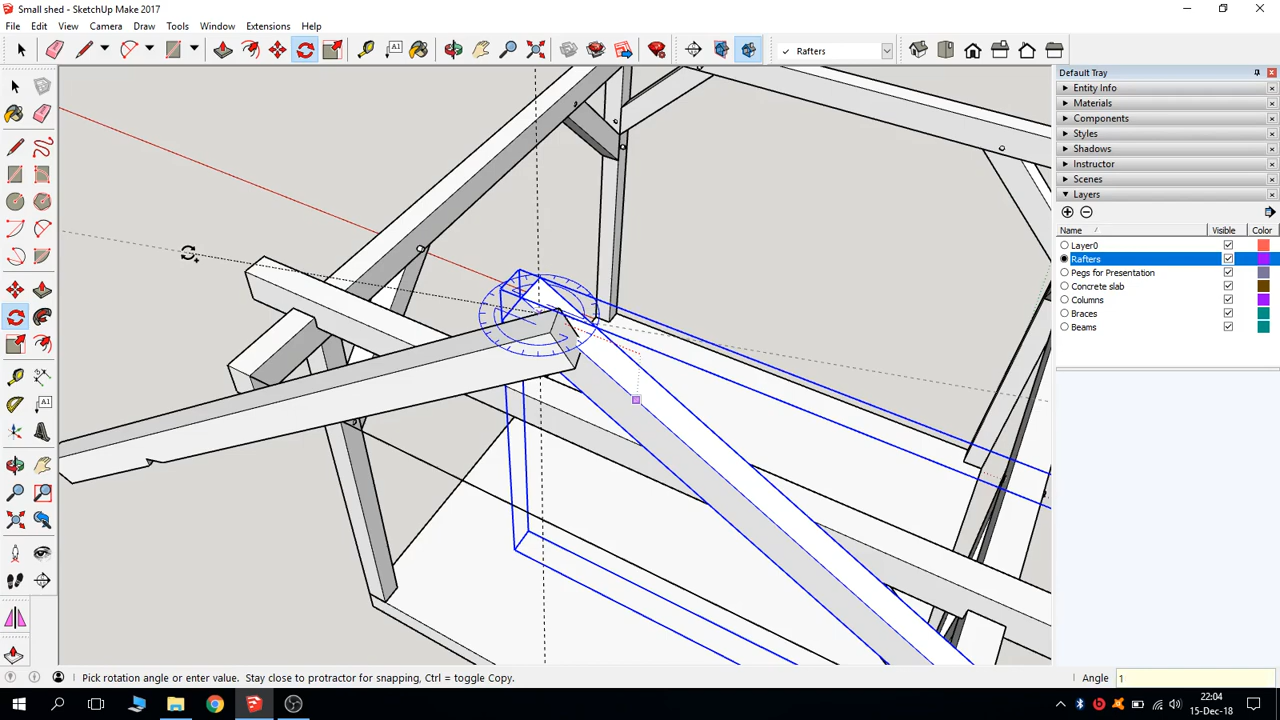 Small shed - SketchUp Make 2017
File Edit View Camera Draw Tools Window Extensions Help
A1
Rafters
Default Tray
Entity Info
Materials
Components
Styles
Shadows
Instructor
Scenes
Layers
Name Visible Color
Layer0
Rafters
Pegs for Presentation
Concrete slab
Columns
Braces
Beams
A1
Pick rotation angle or enter value. Stay close to protractor for snapping, Ctrl = toggle Copy.
Angle 1
22:04
15-Dec-18